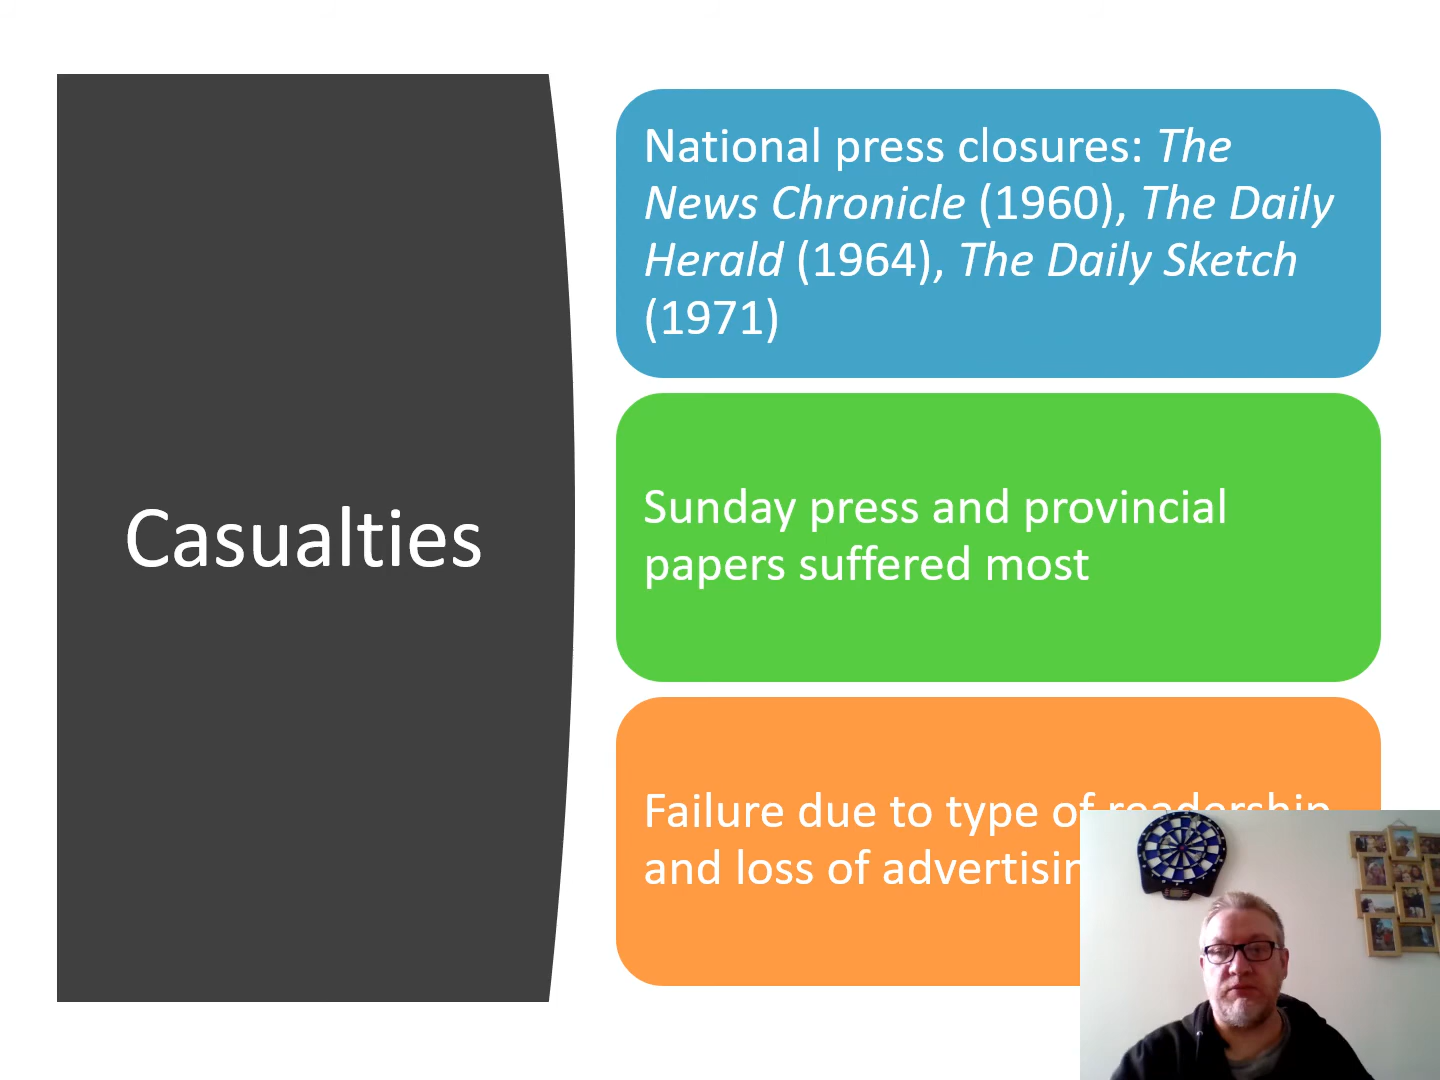 Casualties
National press closures: The
News Chronicle (1960), The Daily
Herald (1964), The Daily Sketch
(1971)
Sunday press and provincial
papers suffered most
Failure due to type of readership
and loss of